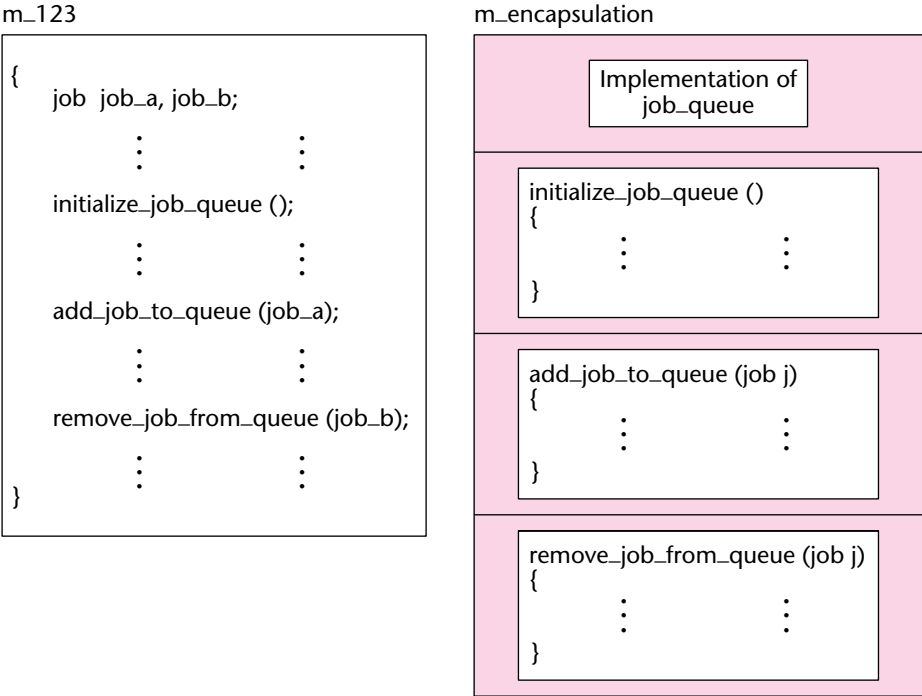 m_123
{
job job_a, job_b;
initialize_job_queue ();
add_job_to_queue (job_a);
remove_job_from_queue (job_b);
}
m_encapsulation
Implementation of
job_queue
initialize_job_queue ()
{
}
add_job_to_queue (job j)
{
}
remove_job_from_queue (job j)
{
}